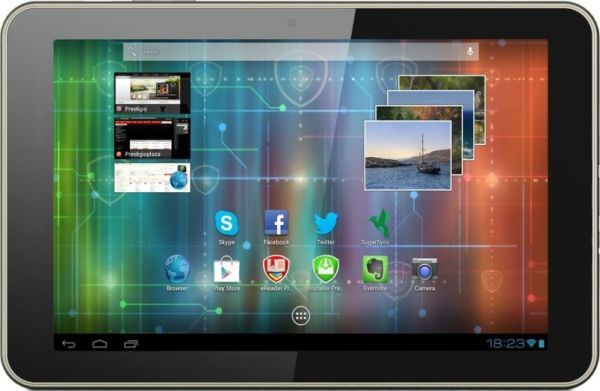 Prestigio
Prestigioplaza
Skype
Facebook
Twitter
SugarSync
Browser
Play Store
eReader Pr...
Installer Pre...
Evernote
Camera
18:23